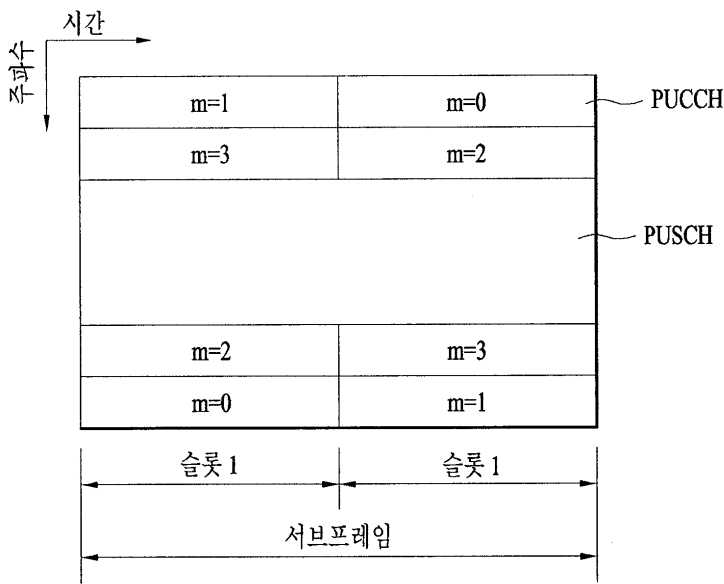 시간
주파수
m=1 m=0 PUCCH
m=3 m=2
PUSCH
m=2 m=3
m=0 m=1
슬롯 1 슬롯 1
서브프레임